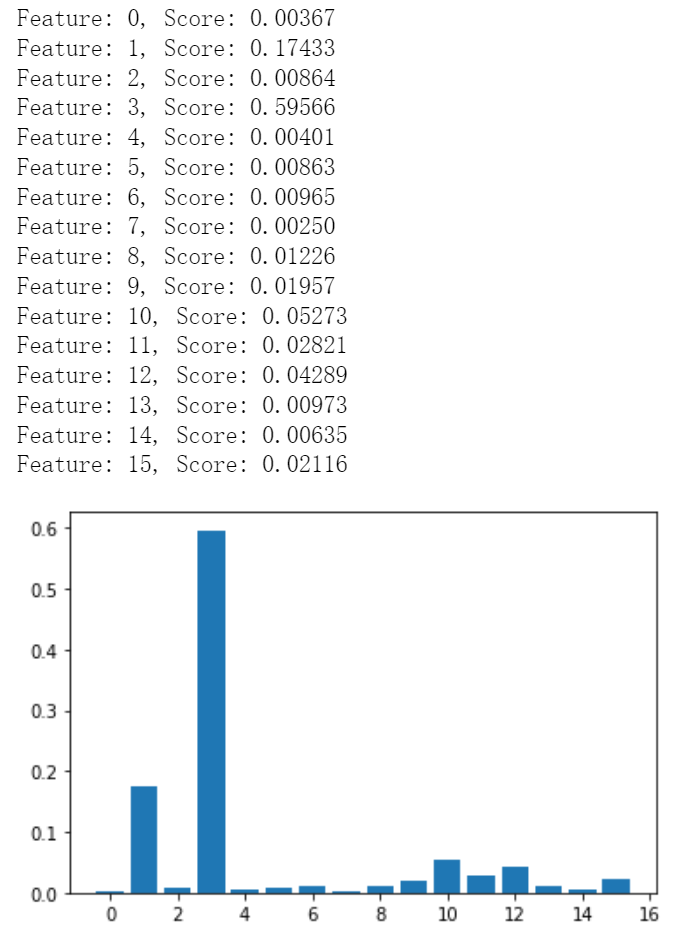 Feature: 0, Score: 0.00367
Feature: 1, Score: 0.17433
Feature: 2, Score: 0.00864
Feature: 3, Score: 0.59566
Feature: 4, Score: 0.00401
Feature: 5, Score: 0.00863
Feature: 6, Score: 0.00965
Feature: 7, Score: 0.00250
Feature: 8, Score: 0.01226
Feature: 9, Score: 0.01957
Feature: 10, Score: 0.05273
Feature: 11, Score: 0.02821
Feature: 12, Score: 0.04289
Feature: 13, Score: 0.00973
Feature: 14, Score: 0.00635
Feature: 15, Score: 0.02116
0.6
0.5
0.4
0.3
0.2
0.1
0.0
0 2 4 6 8 10 12 14 16